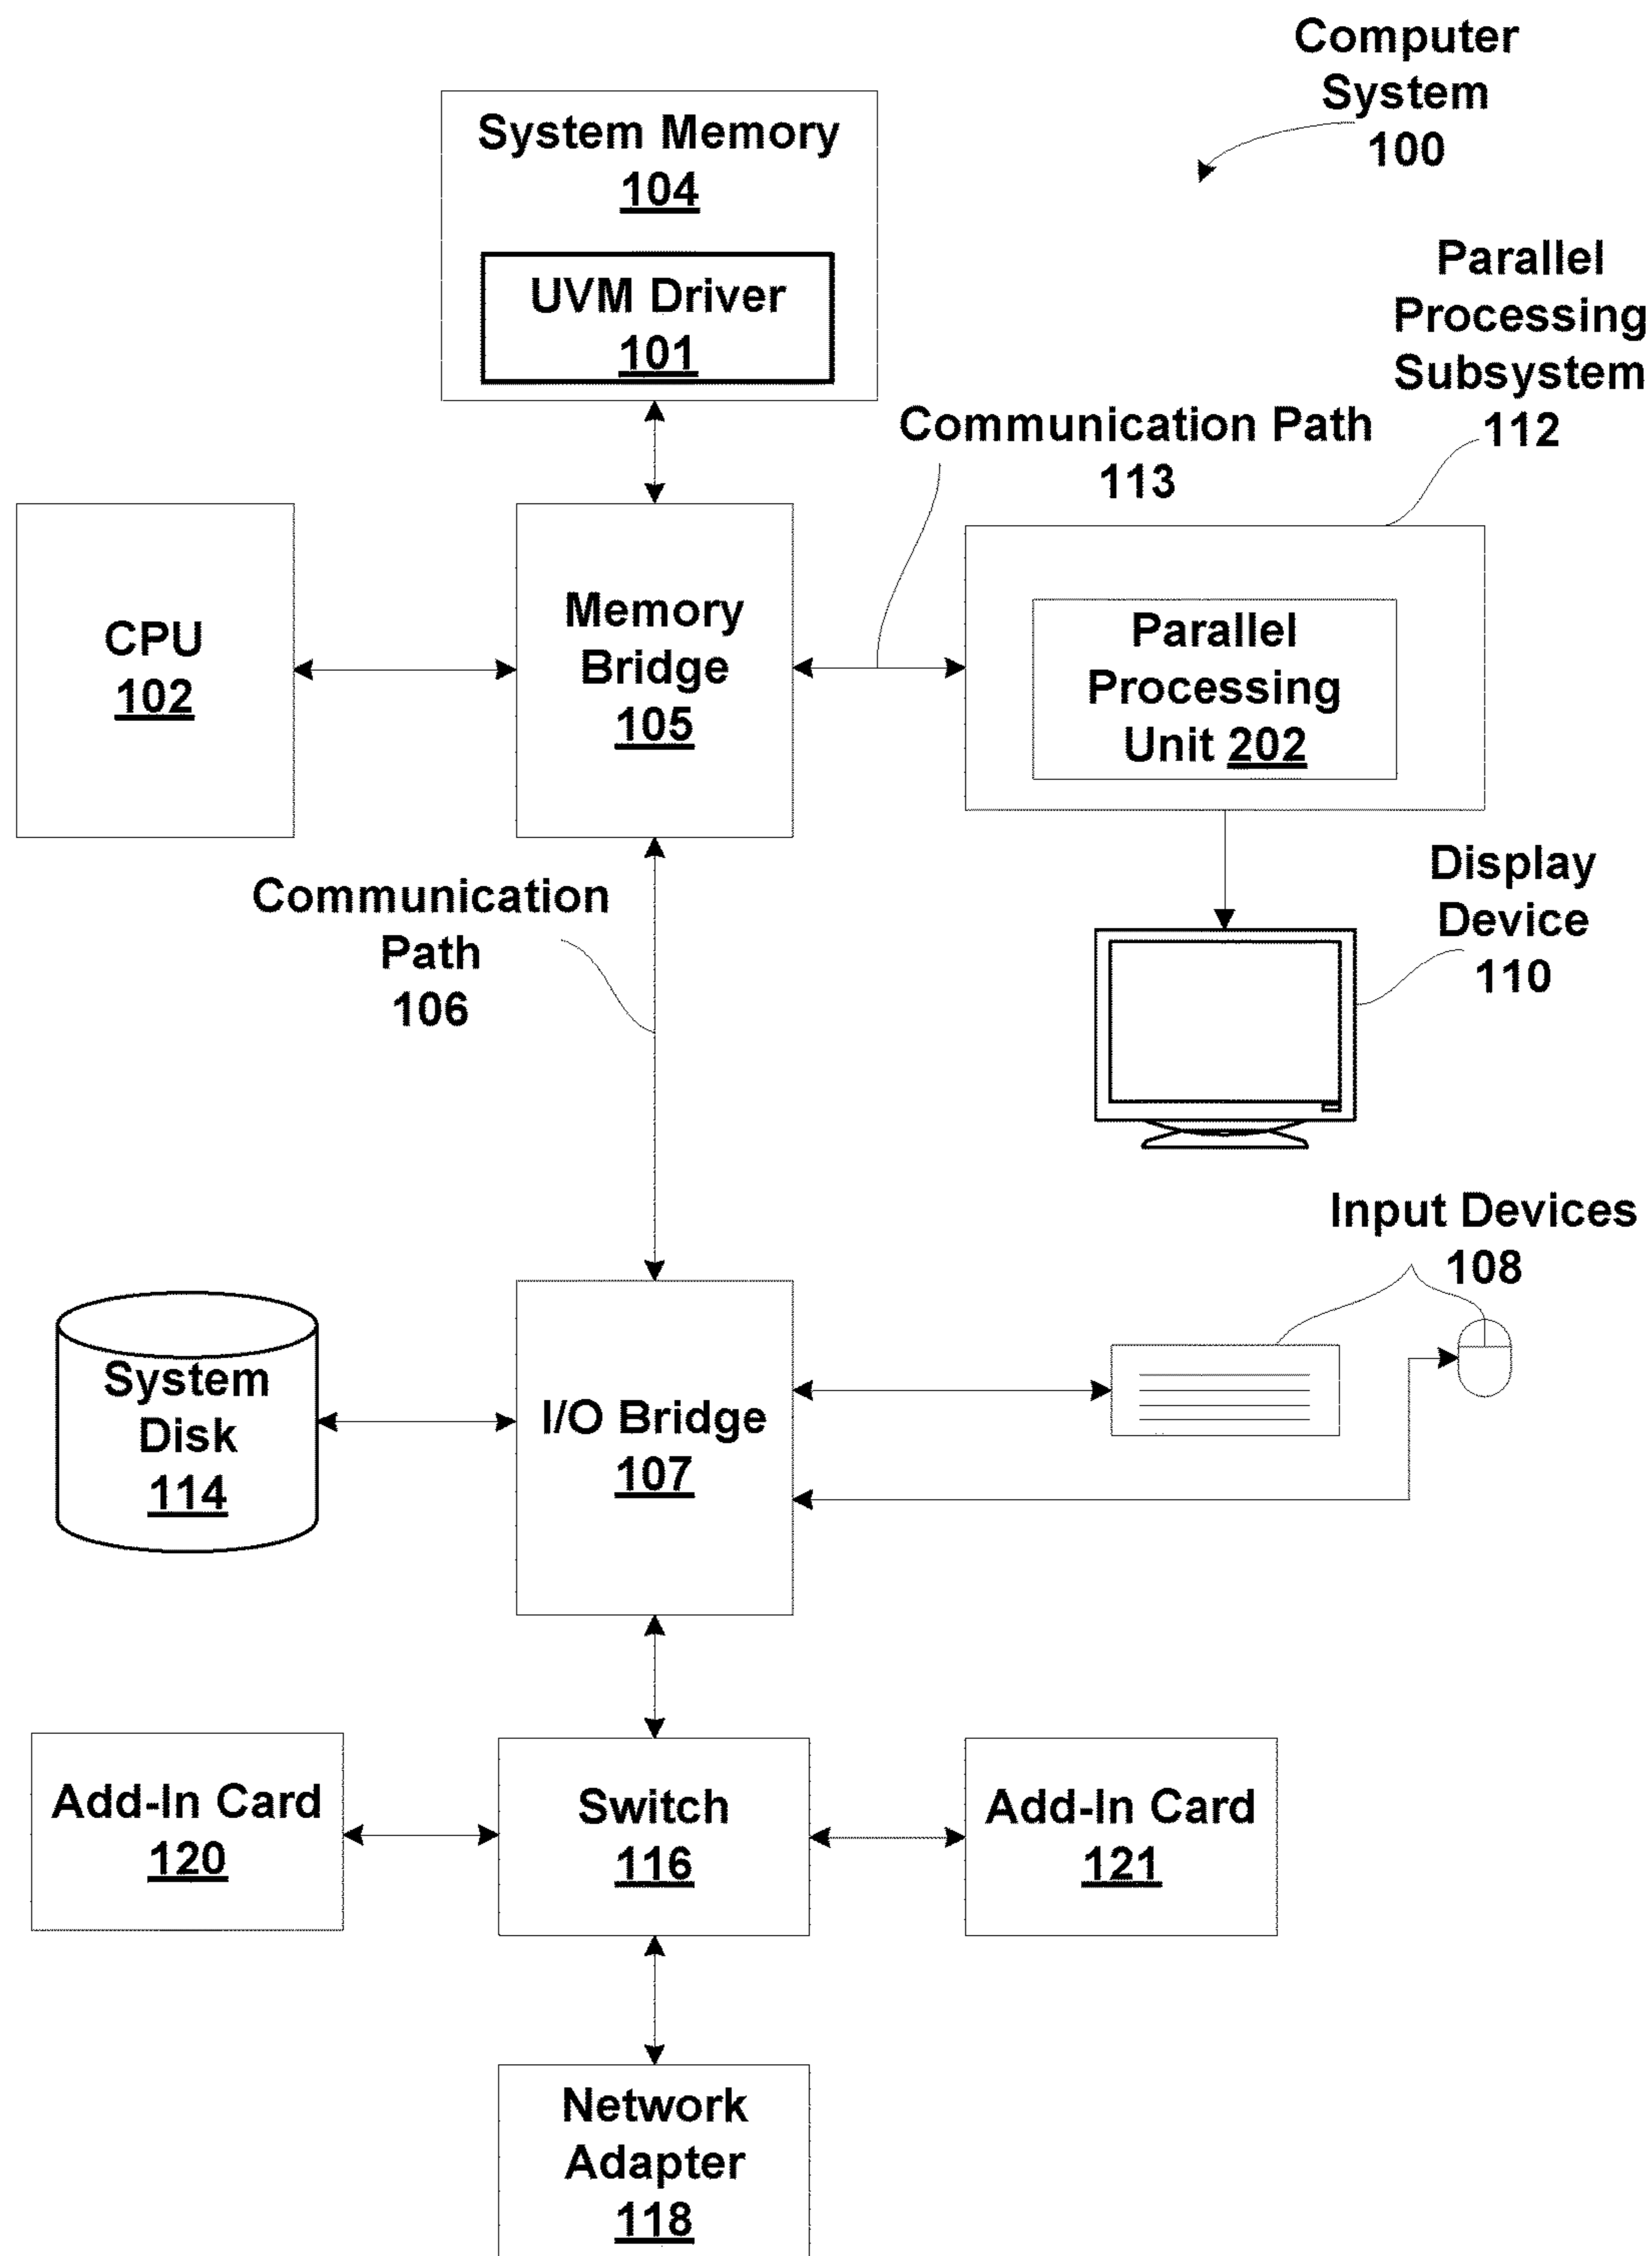 Computer
System
100
System Memory
104
UVM Driver
101
Parallel
Processing
Subsystem
112
Communication Path
113
CPU
102
Memory
Bridge
105
Parallel
Processing
Unit 202
Communication
Path
106
Display
Device
110
Input Devices
108
System
Disk
114
I/O Bridge
107
Add-In Card
120
Switch
116
Add-In Card
121
Network
Adapter
118